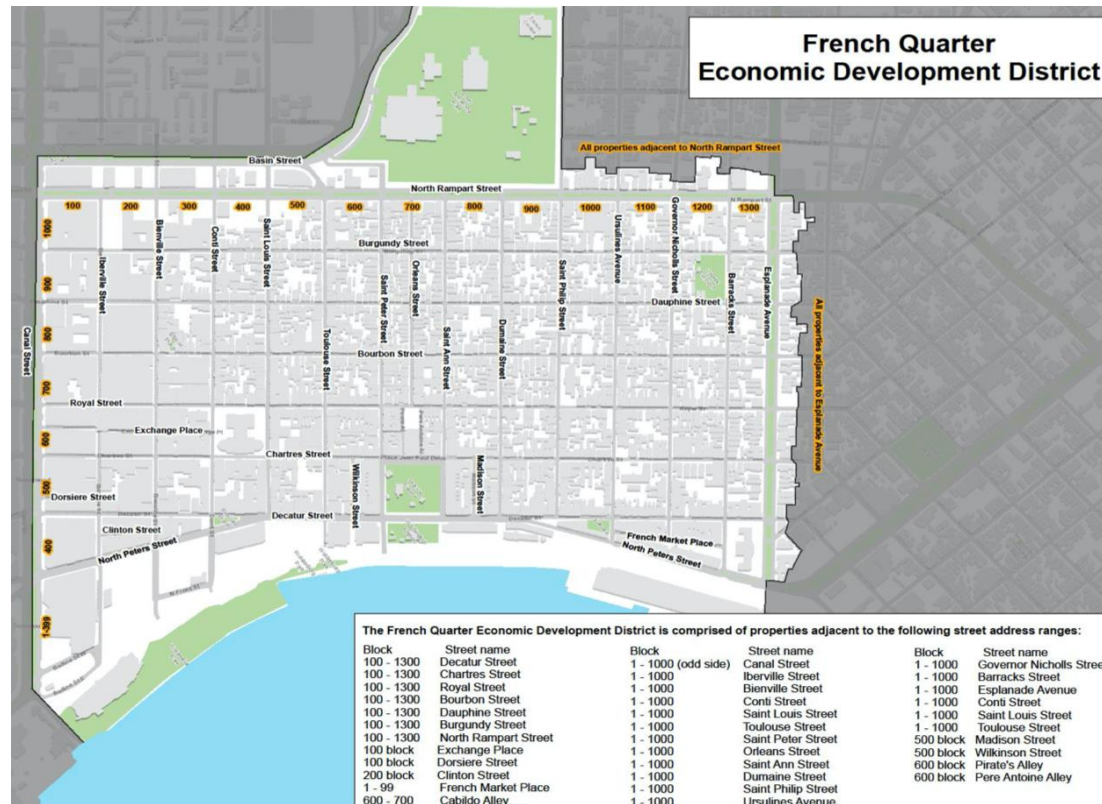 French Quarter
Economic Development District
All properties adjacent to North Rampart Street
Basin Street
North Rampart Street
N Rampart St
100
200
300
400
500
600
700
800
900
1000
1100
1200
1300
1001
900
800
700
600
500
400
1-399
Canal Street
Iberville Street
Bienville Street
Conti Street
Saint Louis Street
Toulouse Street
Saint Peter Street
Orleans Street
Saint Ann Street
Dumaine Street
Saint Philip Street
Ursulines Avenue
Governor Nicholls Street
Barracks Street
Esplanade Avenue
All properties adjacent to Esplanade Avenue
Burgundy Street
Dauphine Street
Bourbon Street
Royal Street
Exchange Place
Chartres Street
Wilkinson Street
Madison Street
Dorsiere Street
Decatur Street
Clinton Street
North Peters Street
French Market Place
North Peters Street
N Front St
The French Quarter Economic Development District is comprised of properties adjacent to the following street address ranges:
Block Street name
100 - 1300 Decatur Street
100 - 1300 Chartres Street
100 - 1300 Royal Street
100 - 1300 Bourbon Street
100 - 1300 Dauphine Street
100 - 1300 Burgundy Street
100 - 1300 North Rampart Street
100 block Exchange Place
100 block Dorsiere Street
200 block Clinton Street
1 - 99 French Market Place
600 - 700 Cabildo Alley
Block Street name
1 - 1000 (odd side) Canal Street
1 - 1000 Iberville Street
1 - 1000 Bienville Street
1 - 1000 Conti Street
1 - 1000 Saint Louis Street
1 - 1000 Toulouse Street
1 - 1000 Saint Peter Street
1 - 1000 Orleans Street
1 - 1000 Saint Ann Street
1 - 1000 Dumaine Street
1 - 1000 Saint Philip Street
1 - 1000 Ursulines Avenue
Block Street name
1 - 1000 Governor Nicholls Stree
1 - 1000 Barracks Street
1 - 1000 Esplanade Avenue
1 - 1000 Conti Street
1 - 1000 Saint Louis Street
1 - 1000 Toulouse Street
500 block Madison Street
500 block Wilkinson Street
600 block Pirate's Alley
600 block Pere Antoine Alley